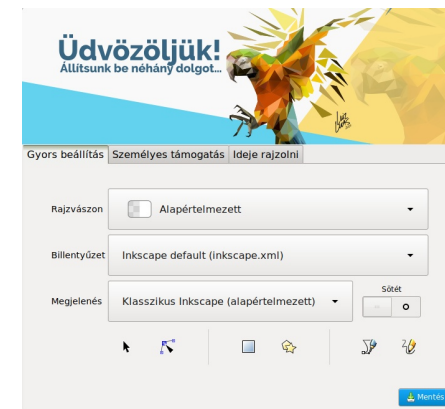 Üdvözöljük!
Állítsunk be néhány dolgot...
Gyors beállítás Személyes támogatás Ideje rajzolni
Rajzvászon Alapértelmezett
Billentyűzet Inkscape default (inkscape.xml)
Sötét
Megjelenés Klasszikus Inkscape (alapértelmezett)
Mentés